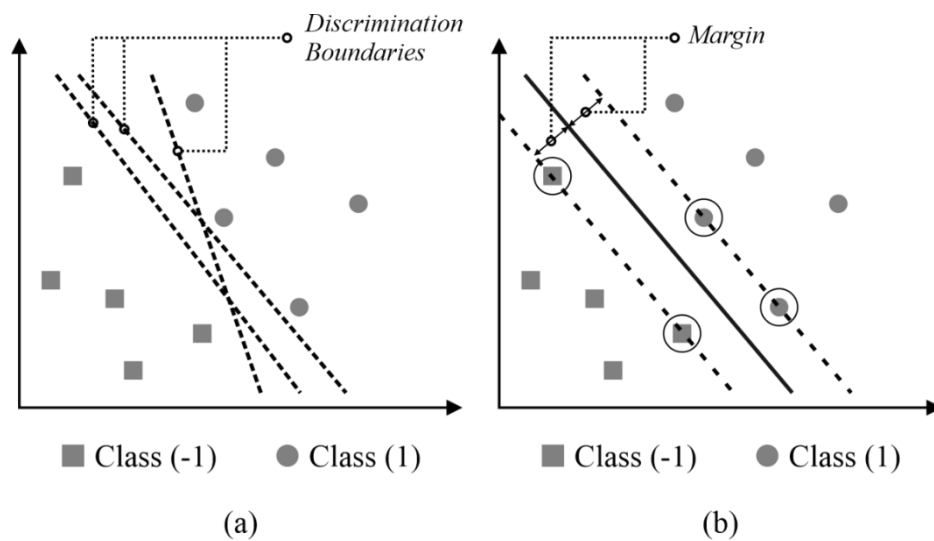 Discrimination
Boundaries
Margin
Class (-1)
Class (1)
Class (-1)
Class (1)
(a)
(b)